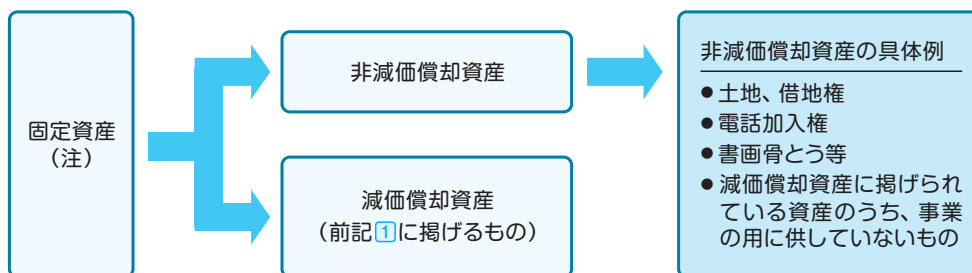 固定資産
（注）
非減価償却資産
減価償却資産
（前記1に掲げるもの）
非減価償却資産の具体例
●土地、借地権
●電話加入権
●書画骨とう等
●減価償却資産に掲げられ
ている資産のうち、事業
の用に供していないもの